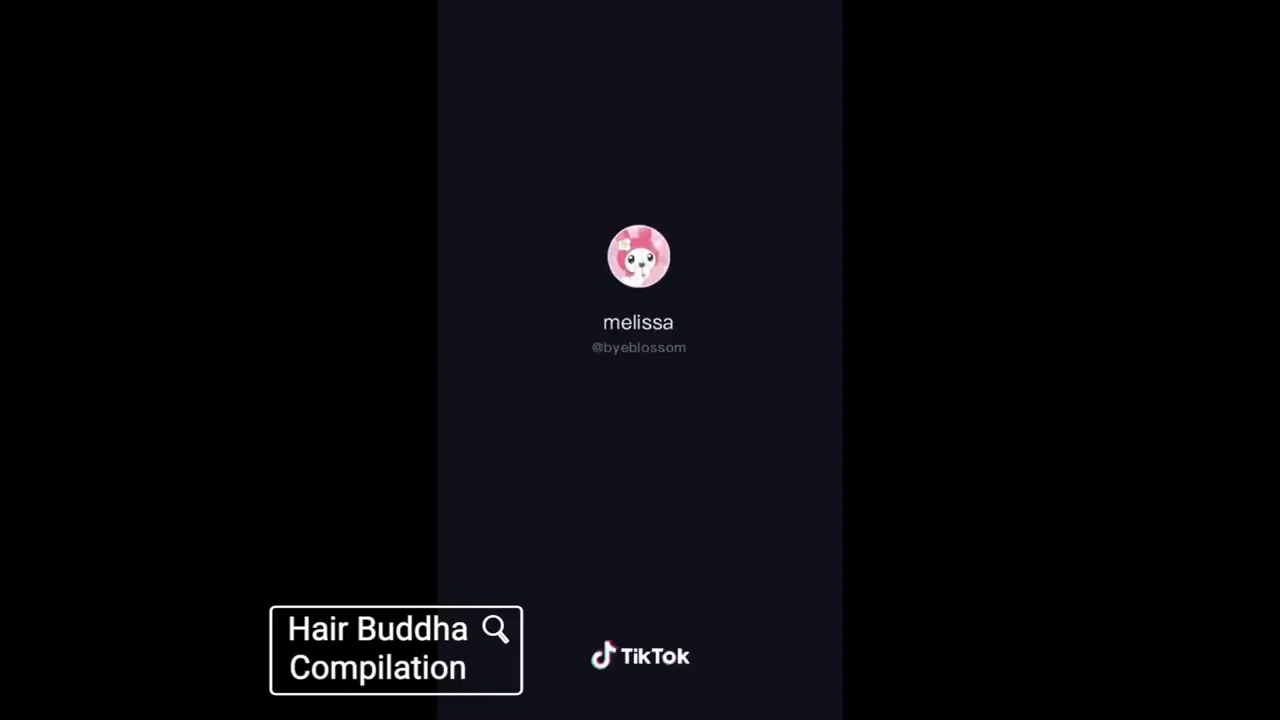 melissa
@byeblossom
Hair Buddha
Compilation
TikTok